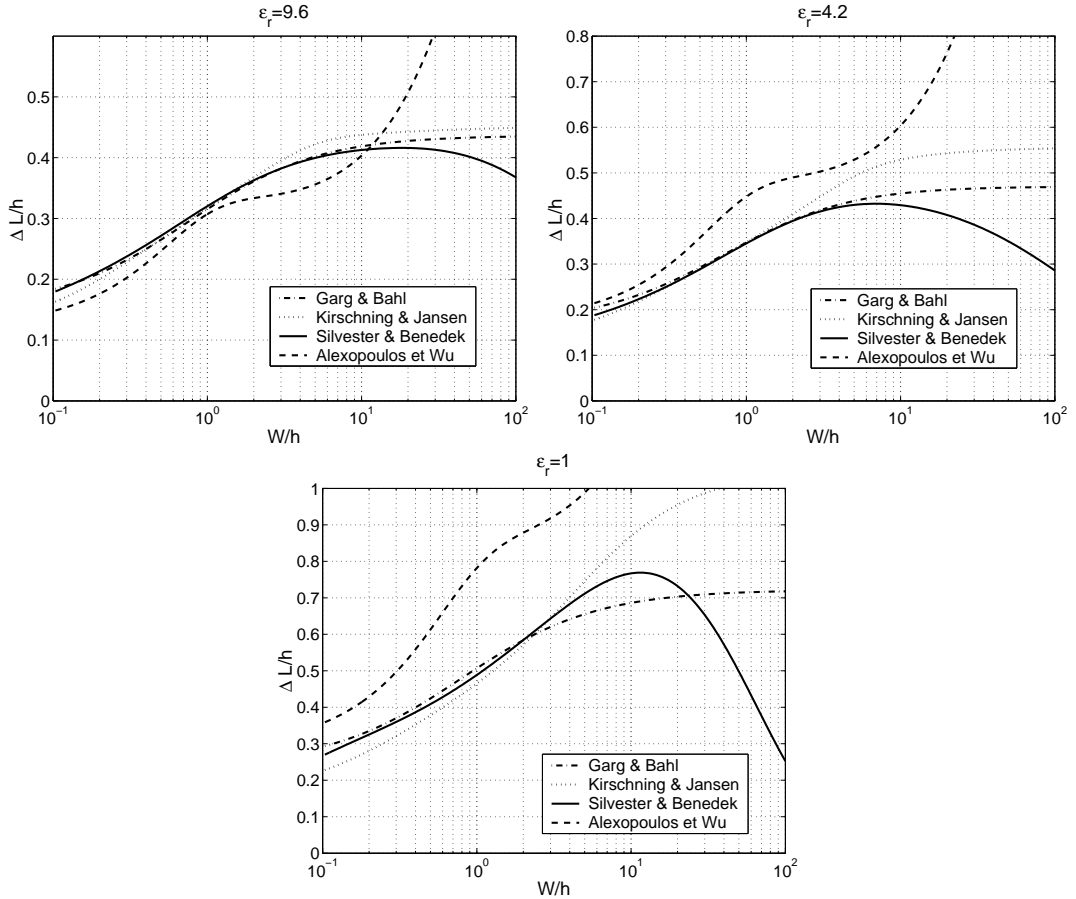 ε_r=9.6
0.5
0.4
0.3
0.2
0.1
0
Δ L/h
Garg & Bahl
Kirschning & Jansen
Silvester & Benedek
Alexopoulos et Wu
10^−1 10^0 10^1 10^2
W/h
ε_r=4.2
0.8
0.7
0.6
0.5
0.4
0.3
0.2
0.1
0
Δ L/h
Garg & Bahl
Kirschning & Jansen
Silvester & Benedek
Alexopoulos et Wu
10^−1 10^0 10^1 10^2
W/h
ε_r=1
1
0.9
0.8
0.7
0.6
0.5
0.4
0.3
0.2
0.1
0
Δ L/h
Garg & Bahl
Kirschning & Jansen
Silvester & Benedek
Alexopoulos et Wu
10^−1 10^0 10^1 10^2
W/h